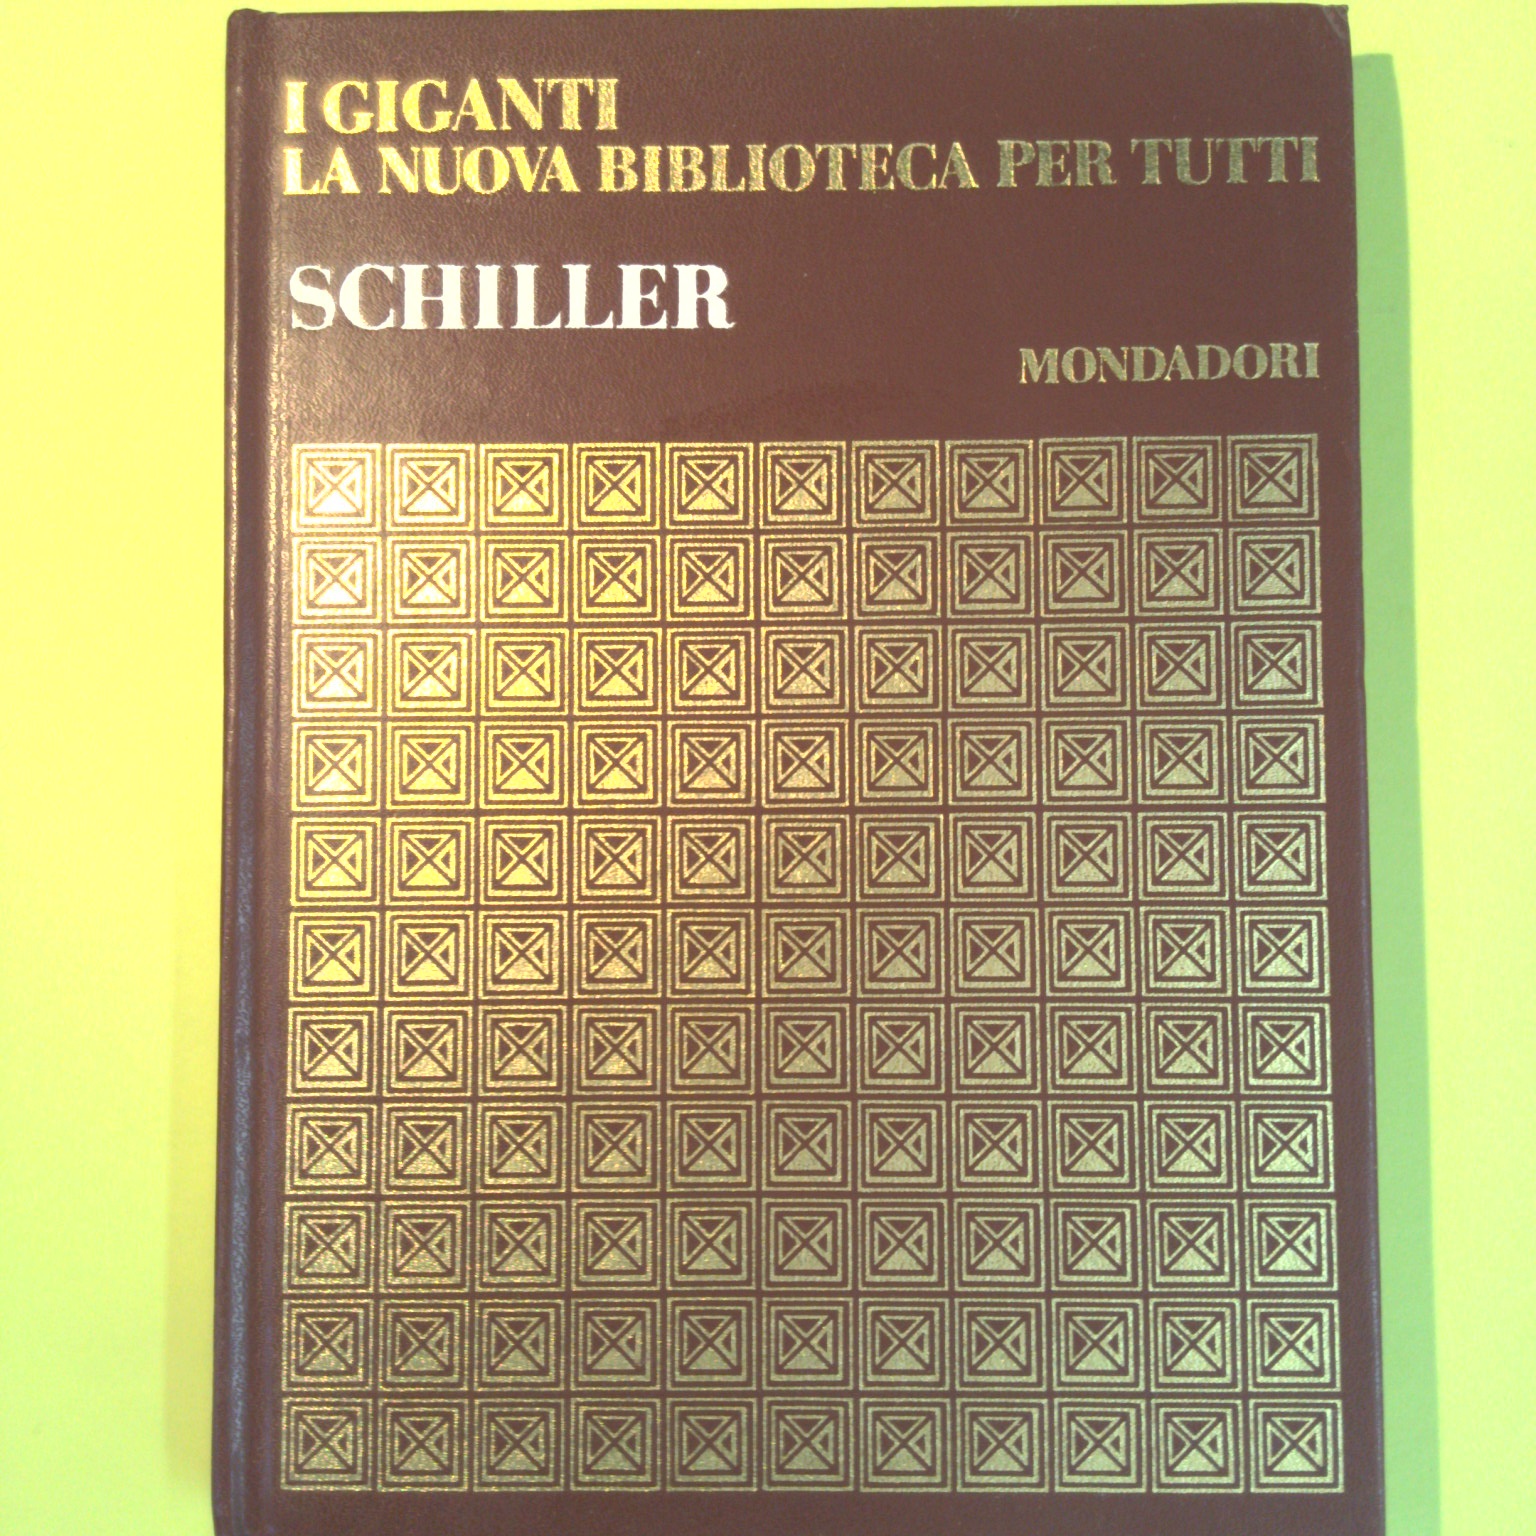 I GIGANTI
LA NUOVA BIBLIOTECA PER TUTTI
SCHILLER
MONDADORI